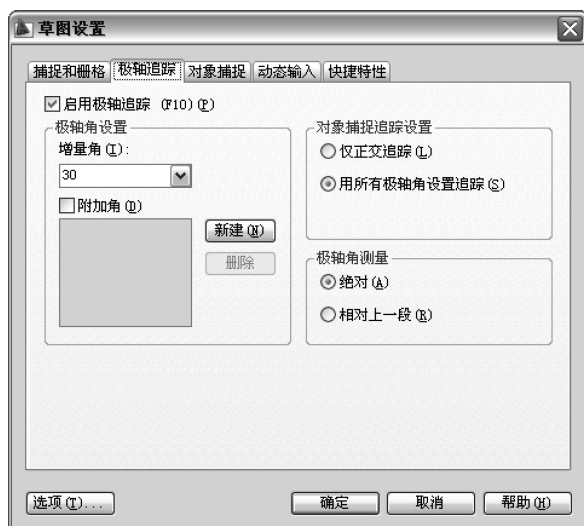 草图设置
捕捉和栅格 极轴追踪 对象捕捉 动态输入 快捷特性
启用极轴追踪 (F10)(P)
极轴角设置
增量角(I):
30
附加角(D)
新建(N)
删除
对象捕捉追踪设置
仅正交追踪(L)
用所有极轴角设置追踪(S)
极轴角测量
绝对(A)
相对上一段(R)
选项(T)... 确定 取消 帮助(H)